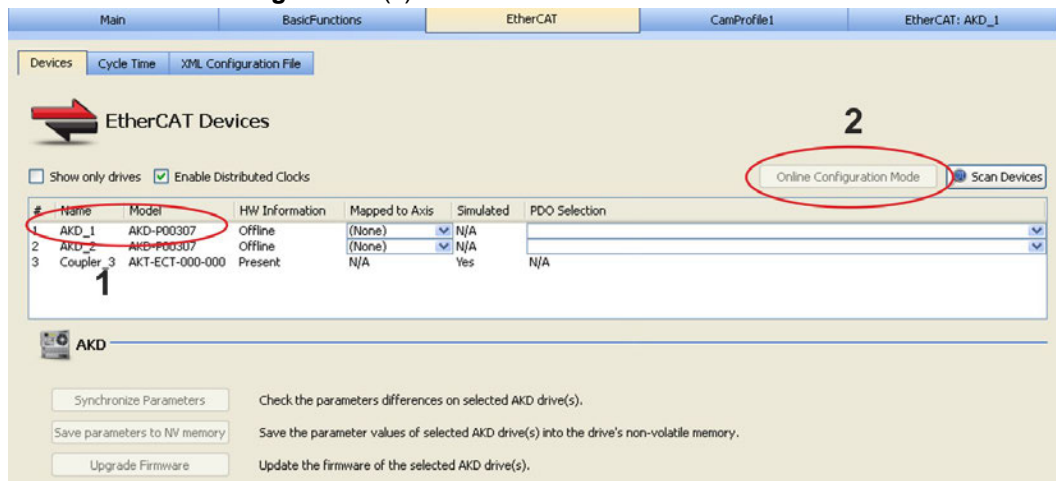 Main BasicFunctions EtherCAT CamProfile1 EtherCAT: AKD_1
Devices Cycle Time XML Configuration File
EtherCAT Devices
2
Show only drives Enable Distributed Clocks Online Configuration Mode Scan Devices
# Name Model HW Information Mapped to Axis Simulated PDO Selection
1 AKD_1 AKD-P00307 Offline (None) N/A
2 AKD_2 AKD-P00307 Offline (None) N/A
3 Coupler_3 AKT-ECT-000-000 Present N/A Yes N/A
1
AKD
Synchronize Parameters Check the parameters differences on selected AKD drive(s).
Save parameters to NV memory Save the parameter values of selected AKD drive(s) into the drive's non-volatile memory.
Upgrade Firmware Update the firmware of the selected AKD drive(s).